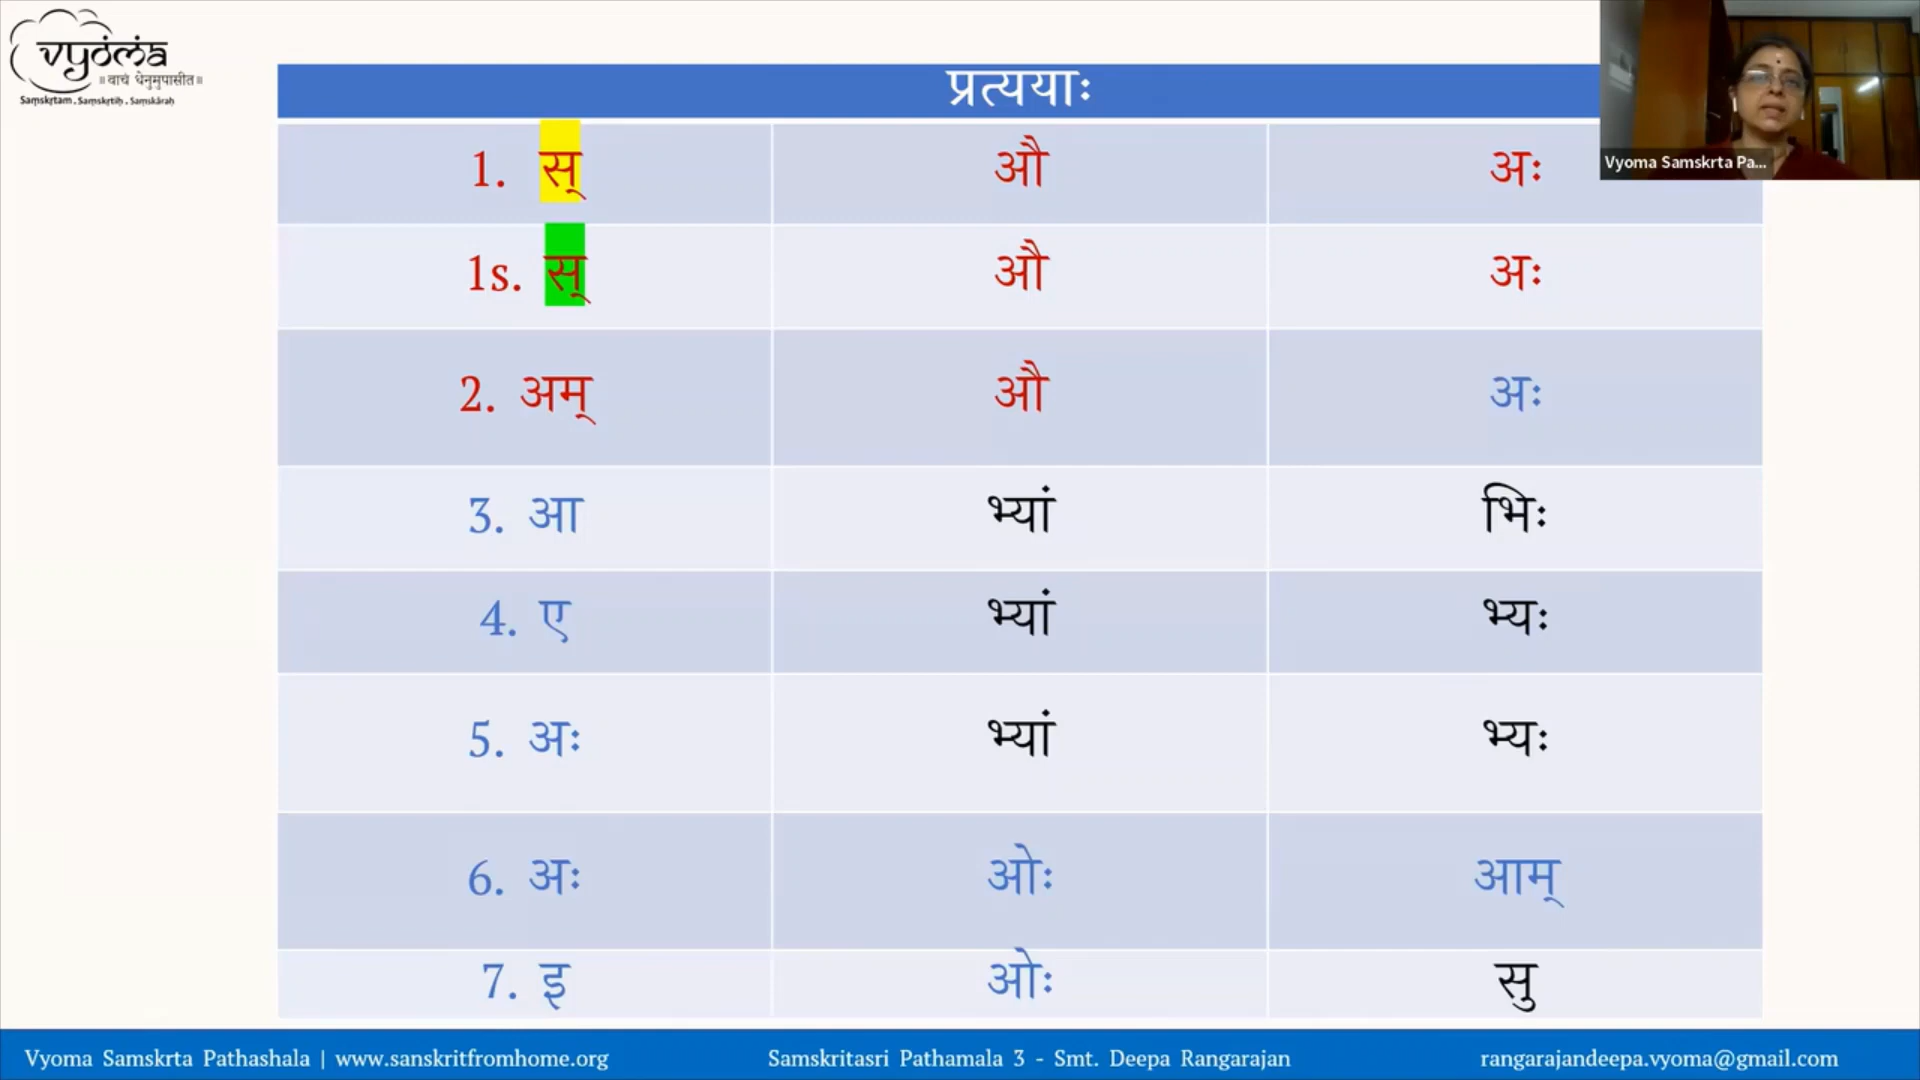 vyoma
॥ वाचं धेनुमुपासीत ॥
Saṃskṛtam . Saṃskṛtiḥ . Saṃskāraḥ
प्रत्ययाः
1. स् औ अः
1s. स् औ अः
2. अम् औ अः
3. आ भ्यां भिः
4. ए भ्यां भ्यः
5. अः भ्यां भ्यः
6. अः ओः आम्
7. इ ओः सु
Vyoma Samskrta Pa...
Vyoma Samskrta Pathashala | www.sanskritfromhome.org Samskritasri Pathamala 3 - Smt. Deepa Rangarajan rangarajandeepa.vyoma@gmail.com